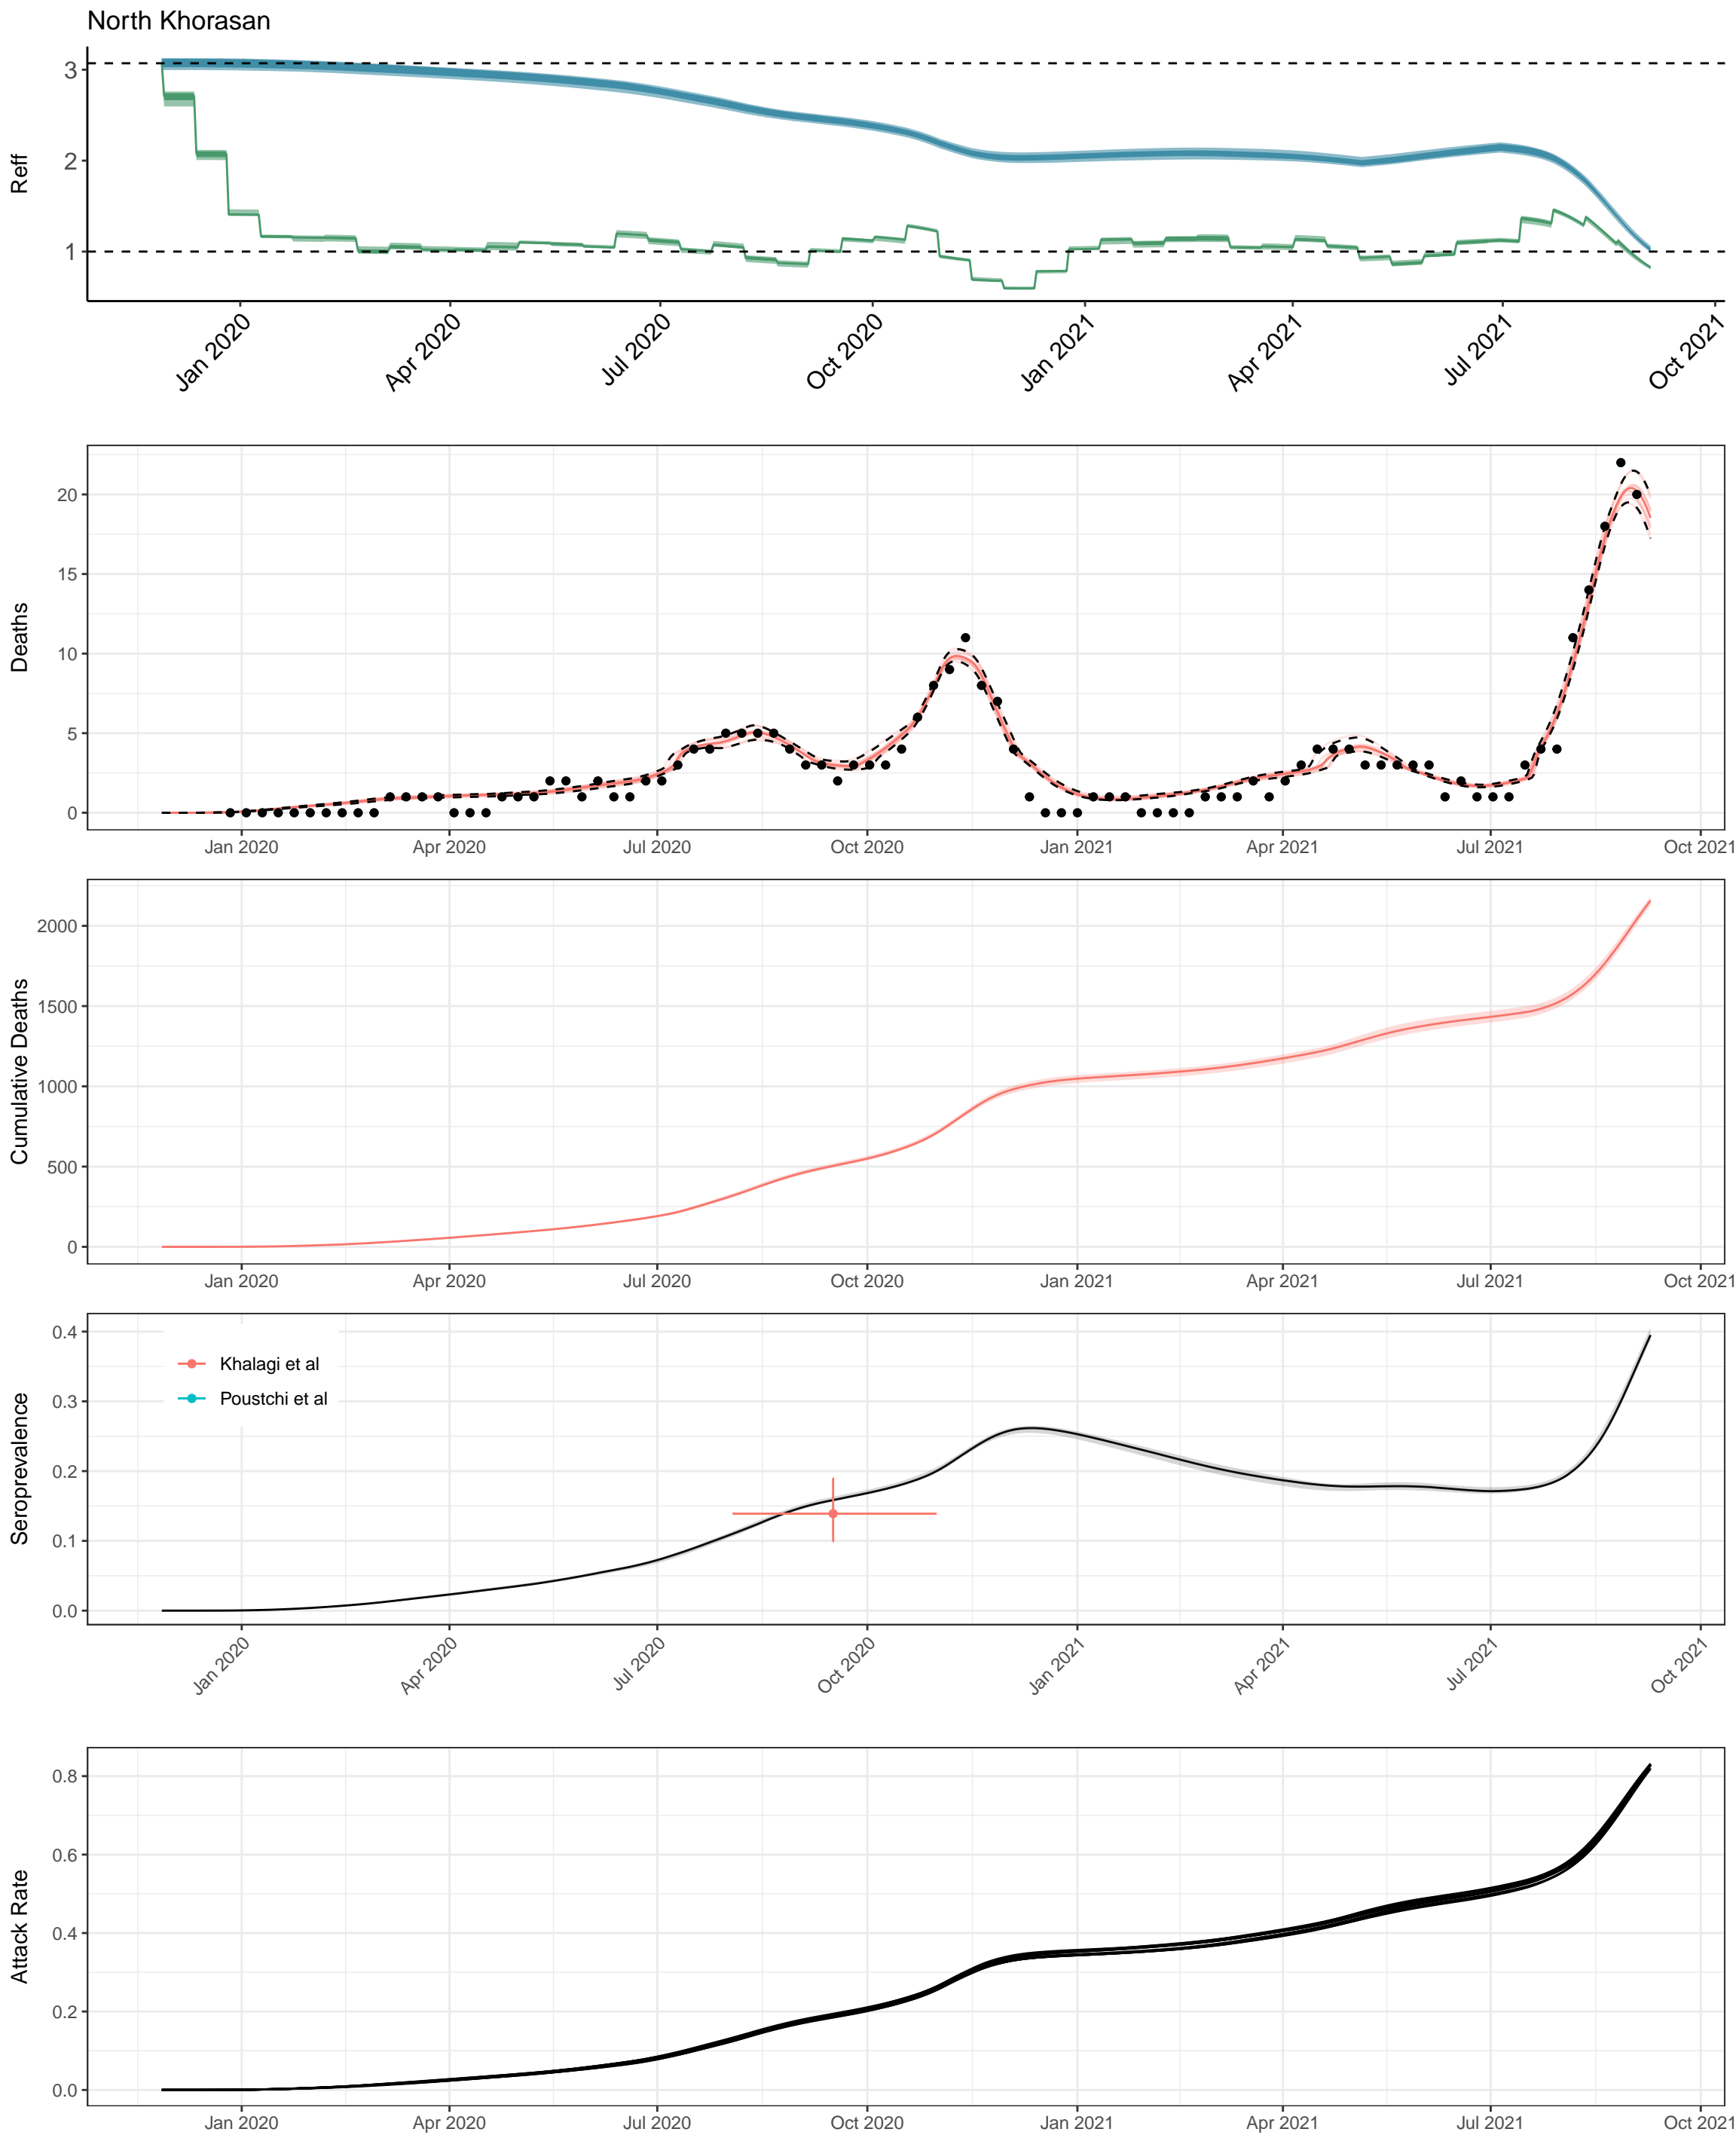 North Khorasan
Reff
3
2
1
Jan 2020
Apr 2020
Jul 2020
Oct 2020
Jan 2021
Apr 2021
Jul 2021
Oct 2021
Deaths
20
15
10
5
0
Jan 2020
Apr 2020
Jul 2020
Oct 2020
Jan 2021
Apr 2021
Jul 2021
Oct 2021
Cumulative Deaths
2000
1500
1000
500
0
Jan 2020
Apr 2020
Jul 2020
Oct 2020
Jan 2021
Apr 2021
Jul 2021
Oct 2021
Seroprevalence
0.4
0.3
0.2
0.1
0.0
Khalagi et al
Poustchi et al
Jan 2020
Apr 2020
Jul 2020
Oct 2020
Jan 2021
Apr 2021
Jul 2021
Oct 2021
Attack Rate
0.8
0.6
0.4
0.2
0.0
Jan 2020
Apr 2020
Jul 2020
Oct 2020
Jan 2021
Apr 2021
Jul 2021
Oct 2021